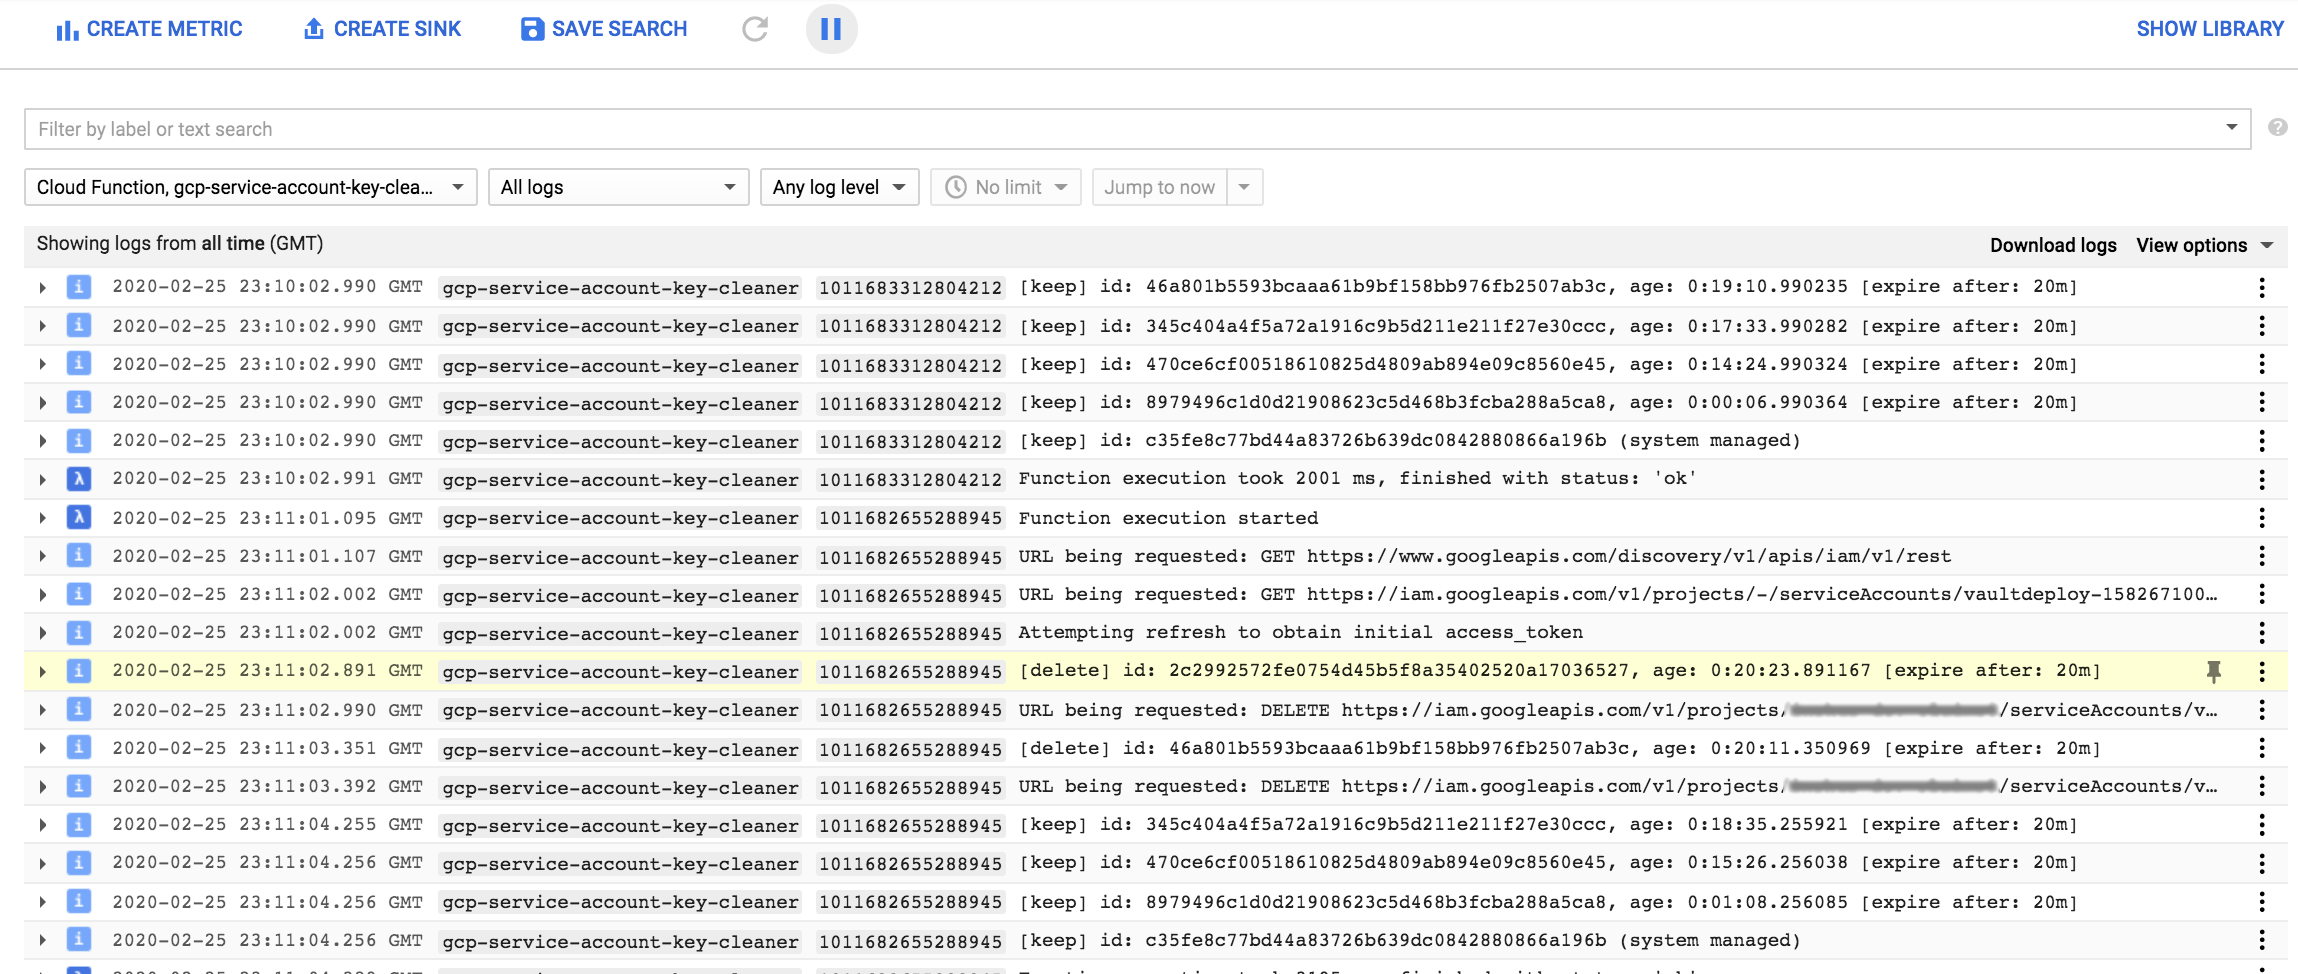 CREATE METRIC CREATE SINK SAVE SEARCH SHOW LIBRARY
Filter by label or text search
Cloud Function, gcp-service-account-key-clea... All logs Any log level No limit Jump to now
Showing logs from all time (GMT) Download logs View options
2020-02-25 23:10:02.990 GMT gcp-service-account-key-cleaner 1011683312804212 [keep] id: 46a801b5593bcaaa61b9bf158bb976fb2507ab3c, age: 0:19:10.990235 [expire after: 20m]
2020-02-25 23:10:02.990 GMT gcp-service-account-key-cleaner 1011683312804212 [keep] id: 345c404a4f5a72a1916c9b5d211e211f27e30ccc, age: 0:17:33.990282 [expire after: 20m]
2020-02-25 23:10:02.990 GMT gcp-service-account-key-cleaner 1011683312804212 [keep] id: 470ce6cf00518610825d4809ab894e09c8560e45, age: 0:14:24.990324 [expire after: 20m]
2020-02-25 23:10:02.990 GMT gcp-service-account-key-cleaner 1011683312804212 [keep] id: 8979496c1d0d21908623c5d468b3fcba288a5ca8, age: 0:00:06.990364 [expire after: 20m]
2020-02-25 23:10:02.990 GMT gcp-service-account-key-cleaner 1011683312804212 [keep] id: c35fe8c77bd44a83726b639dc0842880866a196b (system managed)
λ 2020-02-25 23:10:02.991 GMT gcp-service-account-key-cleaner 1011683312804212 Function execution took 2001 ms, finished with status: 'ok'
λ 2020-02-25 23:11:01.095 GMT gcp-service-account-key-cleaner 1011682655288945 Function execution started
2020-02-25 23:11:01.107 GMT gcp-service-account-key-cleaner 1011682655288945 URL being requested: GET https://www.googleapis.com/discovery/v1/apis/iam/v1/rest
2020-02-25 23:11:02.002 GMT gcp-service-account-key-cleaner 1011682655288945 URL being requested: GET https://iam.googleapis.com/v1/projects/-/serviceAccounts/vaultdeploy-158267100...
2020-02-25 23:11:02.002 GMT gcp-service-account-key-cleaner 1011682655288945 Attempting refresh to obtain initial access_token
2020-02-25 23:11:02.891 GMT gcp-service-account-key-cleaner 1011682655288945 [delete] id: 2c2992572fe0754d45b5f8a35402520a17036527, age: 0:20:23.891167 [expire after: 20m]
2020-02-25 23:11:02.990 GMT gcp-service-account-key-cleaner 1011682655288945 URL being requested: DELETE https://iam.googleapis.com/v1/projects/ /serviceAccounts/v...
2020-02-25 23:11:03.351 GMT gcp-service-account-key-cleaner 1011682655288945 [delete] id: 46a801b5593bcaaa61b9bf158bb976fb2507ab3c, age: 0:20:11.350969 [expire after: 20m]
2020-02-25 23:11:03.392 GMT gcp-service-account-key-cleaner 1011682655288945 URL being requested: DELETE https://iam.googleapis.com/v1/projects/ /serviceAccounts/v...
2020-02-25 23:11:04.255 GMT gcp-service-account-key-cleaner 1011682655288945 [keep] id: 345c404a4f5a72a1916c9b5d211e211f27e30ccc, age: 0:18:35.255921 [expire after: 20m]
2020-02-25 23:11:04.256 GMT gcp-service-account-key-cleaner 1011682655288945 [keep] id: 470ce6cf00518610825d4809ab894e09c8560e45, age: 0:15:26.256038 [expire after: 20m]
2020-02-25 23:11:04.256 GMT gcp-service-account-key-cleaner 1011682655288945 [keep] id: 8979496c1d0d21908623c5d468b3fcba288a5ca8, age: 0:01:08.256085 [expire after: 20m]
2020-02-25 23:11:04.256 GMT gcp-service-account-key-cleaner 1011682655288945 [keep] id: c35fe8c77bd44a83726b639dc0842880866a196b (system managed)